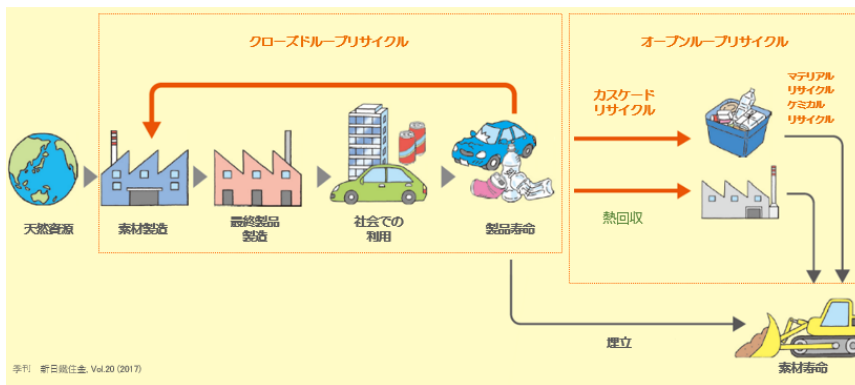 クローズドループリサイクル
オープンループリサイクル
カスケード
リサイクル
マテリアル
リサイクル
ケミカル
リサイクル
天然資源
素材製造
最終製品
製造
社会での
利用
製品寿命
熱回収
埋立
素材寿命
季刊 新日鐵住金, Vol.20 (2017)